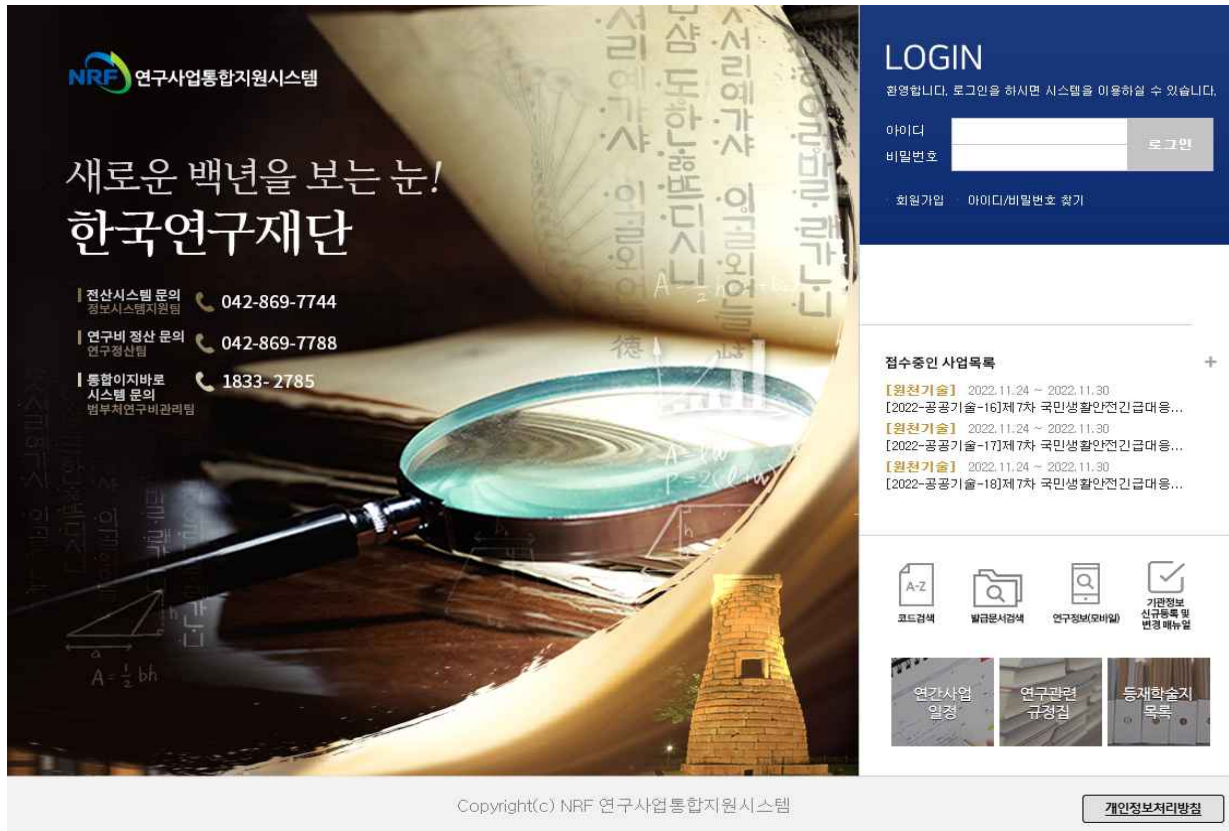 NRF 연구사업통합지원시스템
새로운 백년을 보는 눈!
한국연구재단
전산시스템 문의
정보시스템지원팀
042-869-7744
연구비 정산 문의
연구정산팀
042-869-7788
통합이지바로
시스템 문의
범부처연구비관리팀
1833- 2785
LOGIN
환영합니다. 로그인을 하시면 시스템을 이용하실 수 있습니다.
아이디
비밀번호
로그인
회원가입
아이디/비밀번호 찾기
접수중인 사업목록 +
[원천기술] 2022.11.24 ~ 2022.11.30
[2022-공공기술-16]제7차 국민생활안전긴급대응...
[원천기술] 2022.11.24 ~ 2022.11.30
[2022-공공기술-17]제7차 국민생활안전긴급대응...
[원천기술] 2022.11.24 ~ 2022.11.30
[2022-공공기술-18]제7차 국민생활안전긴급대응...
A-Z
코드검색
발급문서검색
연구정보(모바일)
기관정보
신규등록 및
변경 매뉴얼
연간사업
일정
연구관련
규정집
등재학술지
목록
A=½ bh
Copyright(c) NRF 연구사업통합지원시스템
개인정보처리방침